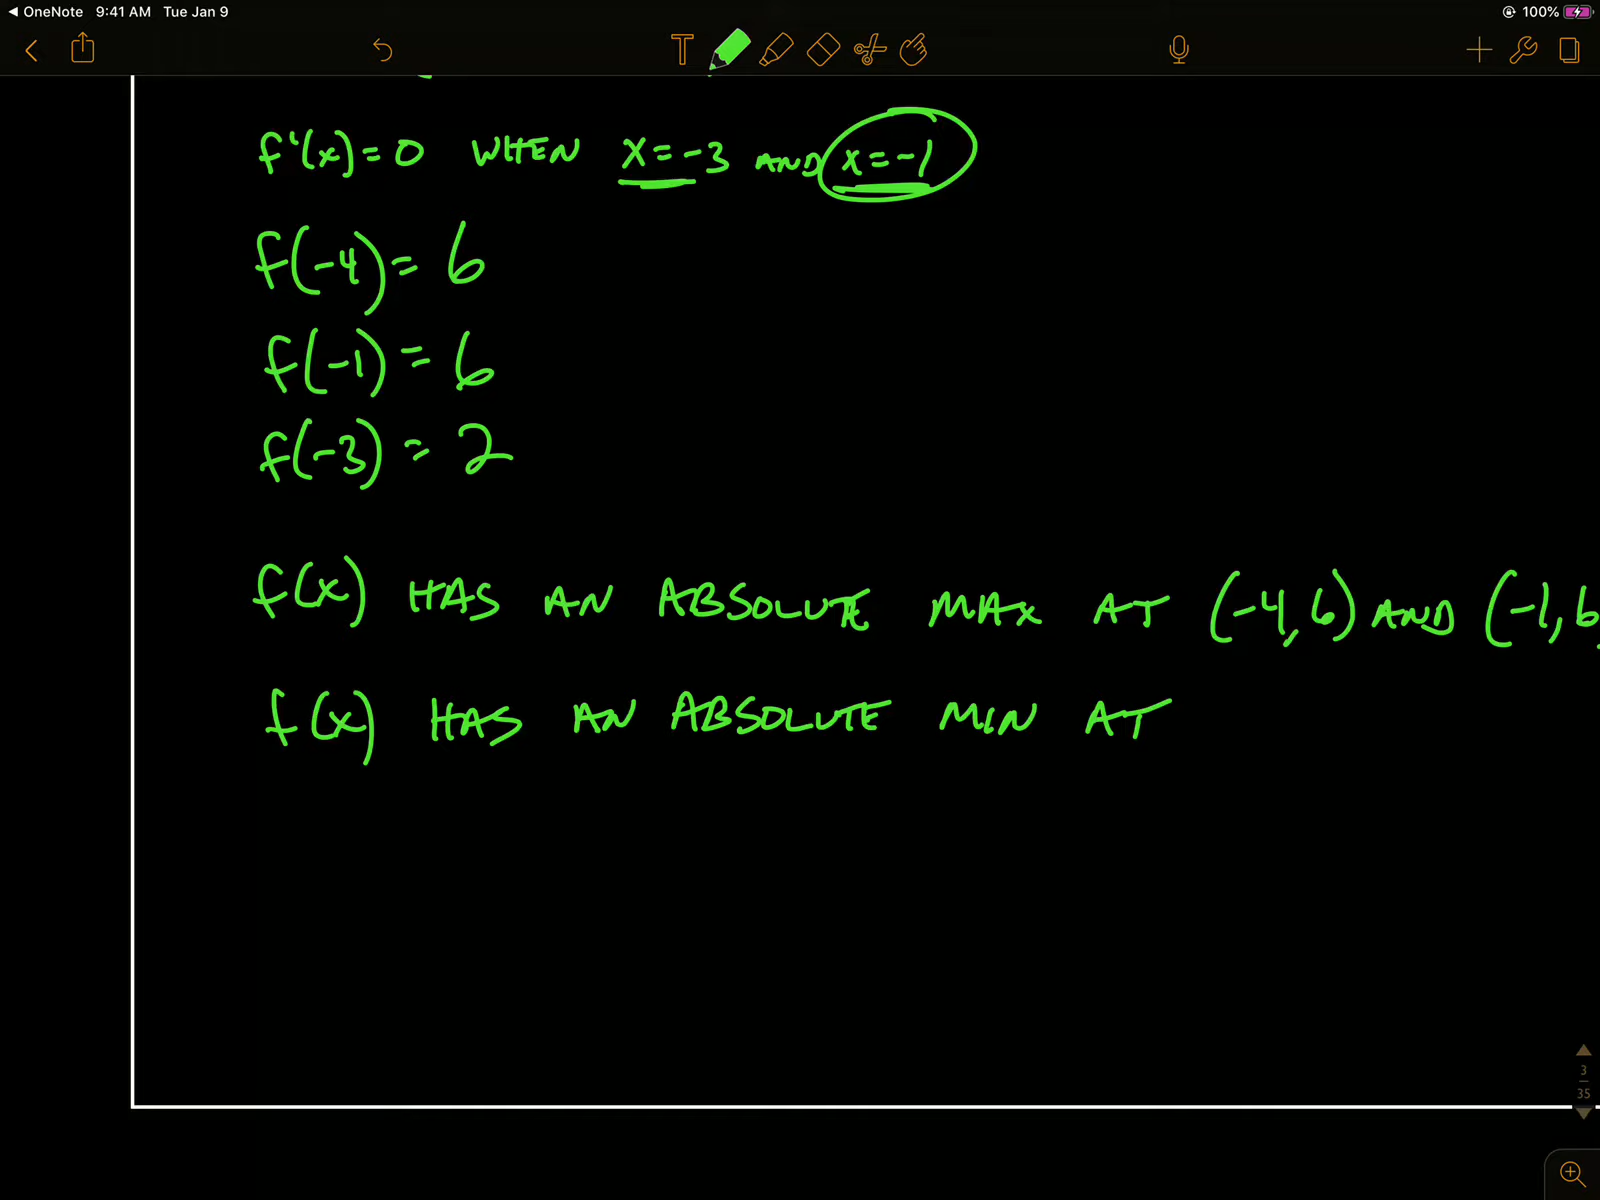 OneNote 9:41 AM Tue Jan 9 100%
T
f'(x) = 0 WHEN x = -3 AND x = -1
f(-4) = 6
f(-1) = 6
f(-3) = 2
f(x) HAS AN ABSOLUTE MAX AT (-4,6) AND (-1,6
f(x) HAS AN ABSOLUTE MIN AT
3
35